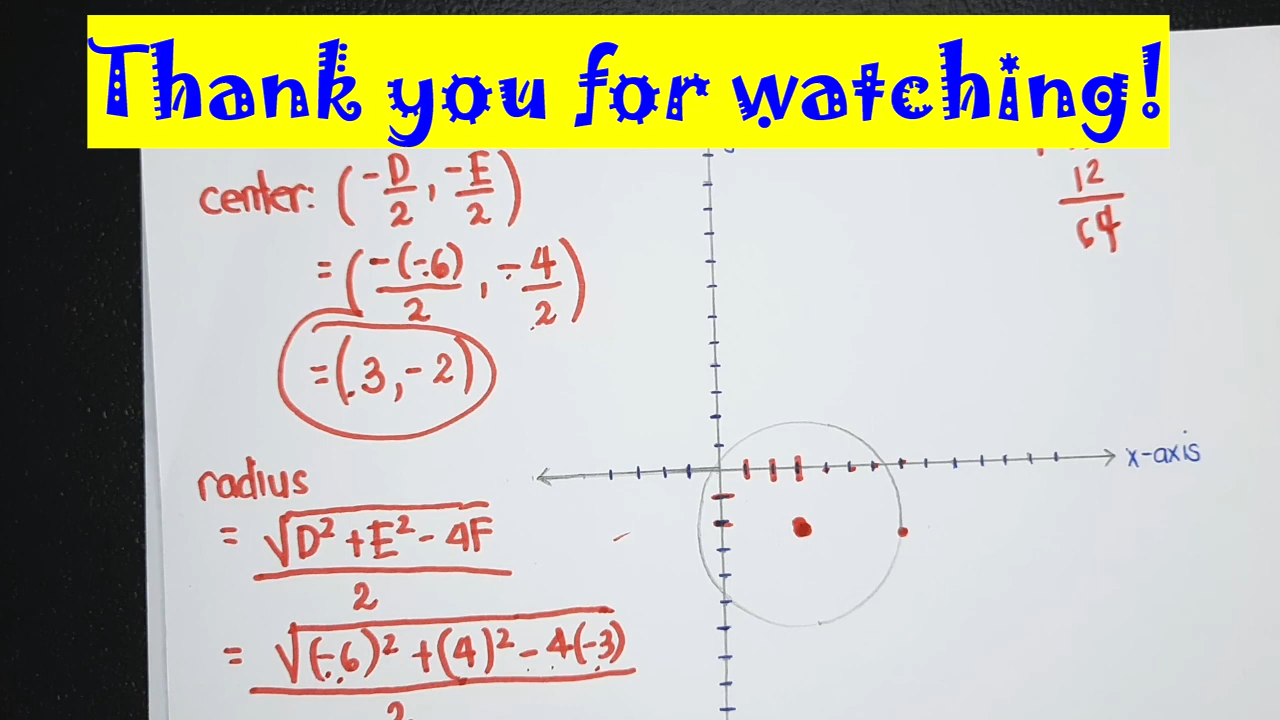 Thank you for watching!
center: (-D/2, -E/2)
= (-(-6)/2, -4/2)
= (3, -2)
radius
= √D² + E² - 4F
2
= √(-6)² + (4)² - 4(-3)
2
12
64
x-axis